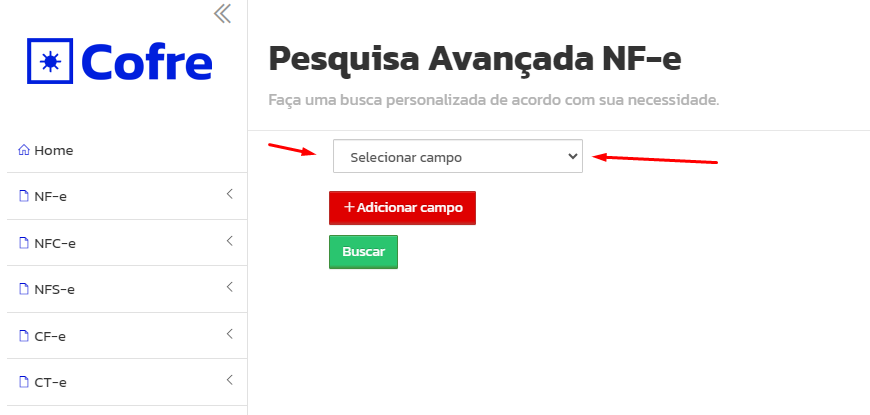 Cofre
Home
NF-e
NFC-e
NFS-e
CF-e
CT-e
Pesquisa Avançada NF-e
Faça uma busca personalizada de acordo com sua necessidade.
Selecionar campo
+Adicionar campo
Buscar